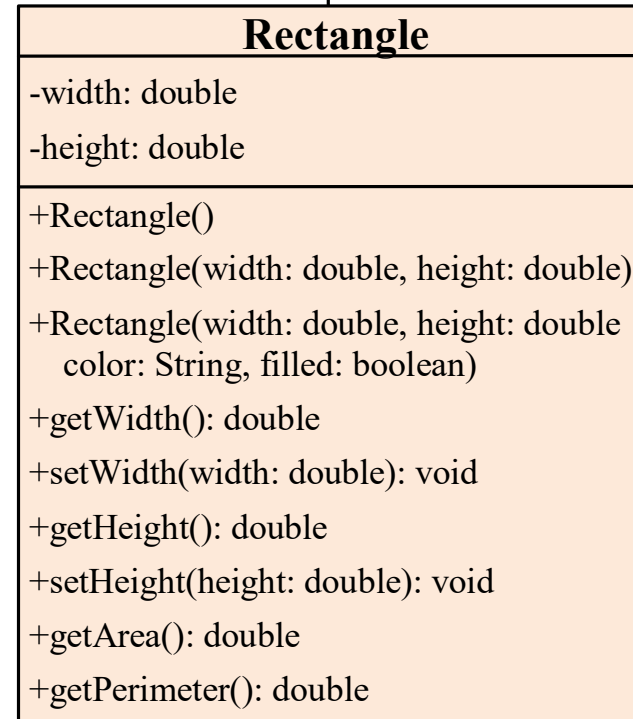 Rectangle
-width: double
-height: double
+Rectangle()
+Rectangle(width: double, height: double)
+Rectangle(width: double, height: double
color: String, filled: boolean)
+getWidth(): double
+setWidth(width: double): void
+getHeight(): double
+setHeight(height: double): void
+getArea(): double
+getPerimeter(): double